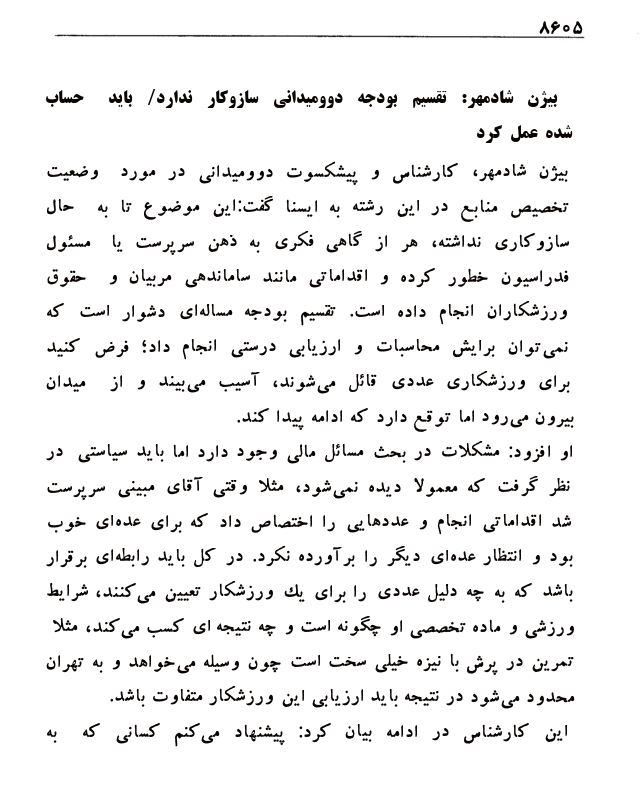 ۸۶۰۵
بیژن شادمهر: تقسیم بودجه دوومیدانی سازوکار ندارد/ باید حساب
شده عمل کرد
بیژن شادمهر، کارشناس و پیشکسوت دوومیدانی در مورد وضعیت
تخصیص منابع در این رشته به ایسنا گفت:این موضوع تا به حال
سازوکاری نداشته، هر از گاهی فکری به ذهن سرپرست یا مسئول
فدراسیون خطور کرده و اقداماتی مانند ساماندهی مربیان و حقوق
ورزشکاران انجام داده است. تقسیم بودجه مساله‌ای دشوار است که
نمی‌توان برایش محاسبات و ارزیابی درستی انجام داد؛ فرض کنید
برای ورزشکاری عددی قائل می‌شوند، آسیب می‌بیند و از میدان
بیرون می‌رود اما توقع دارد که ادامه پیدا کند.
او افزود: مشکلات در بحث مسائل مالی وجود دارد اما باید سیاستی در
نظر گرفت که معمولا دیده نمی‌شود، مثلا وقتی آقای مبینی سرپرست
شد اقداماتی انجام و عددهایی را اختصاص داد که برای عده‌ای خوب
بود و انتظار عده‌ای دیگر را برآورده نکرد. در کل باید رابطه‌ای برقرار
باشد که به چه دلیل عددی را برای یك ورزشکار تعیین می‌کنند، شرایط
ورزشی و ماده تخصصی او چگونه است و چه نتیجه ای کسب می‌کند، مثلا
تمرین در پرش با نیزه خیلی سخت است چون وسیله می‌خواهد و به تهران
محدود می‌شود در نتیجه باید ارزیابی این ورزشکار متفاوت باشد.
این کارشناس در ادامه بیان کرد: پیشنهاد می‌کنم کسانی که به